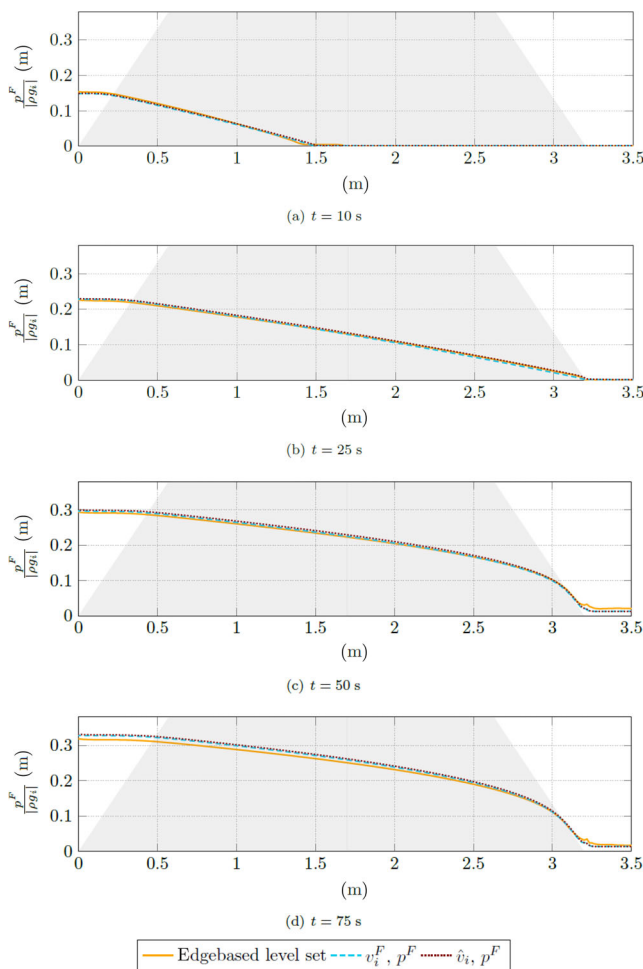 0.3
0.2
0.1
0
p^F / |ρg_i| (m)
0 0.5 1 1.5 2 2.5 3 3.5
(m)
(a) t = 10 s
0.3
0.2
0.1
0
p^F / |ρg_i| (m)
0 0.5 1 1.5 2 2.5 3 3.5
(m)
(b) t = 25 s
0.3
0.2
0.1
0
p^F / |ρg_i| (m)
0 0.5 1 1.5 2 2.5 3 3.5
(m)
(c) t = 50 s
0.3
0.2
0.1
0
p^F / |ρg_i| (m)
0 0.5 1 1.5 2 2.5 3 3.5
(m)
(d) t = 75 s
Edgebased level set v_i^F, p^F v̂_i, p^F